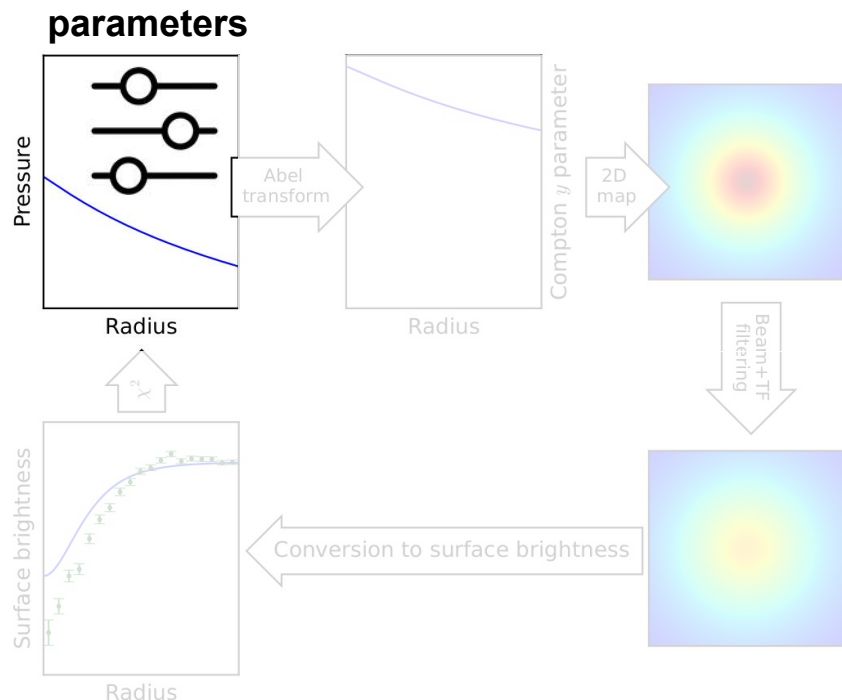 parameters
Pressure
Radius
Abel
transform
Compton y parameter
Radius
2D
map
Beam+TF
filtering
χ²
Surface brightness
Radius
Conversion to surface brightness